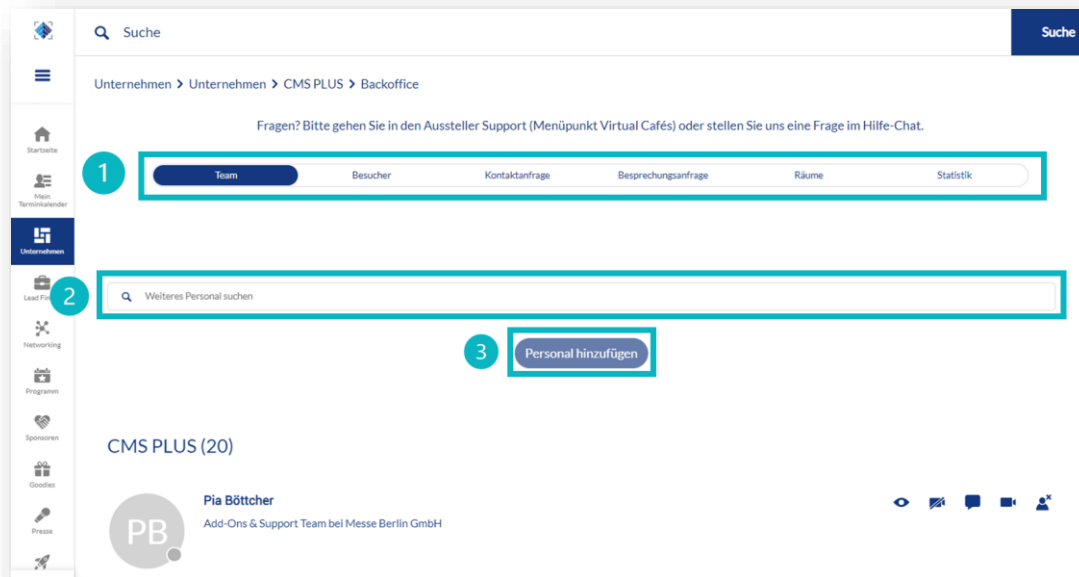 Suche
Suche
Unternehmen > Unternehmen > CMS PLUS > Backoffice
Fragen? Bitte gehen Sie in den Aussteller Support (Menüpunkt Virtual Cafés) oder stellen Sie uns eine Frage im Hilfe-Chat.
Startseite
1
Team
Besucher
Kontaktanfrage
Besprechungsanfrage
Räume
Statistik
Mein
Terminkalender
Unternehmen
Lead
2
Weiteres Personal suchen
Networking
3
Personal hinzufügen
Programm
Sponsoren
CMS PLUS (20)
Goodies
Pia Böttcher
PB
Add-Ons & Support Team bei Messe Berlin GmbH
Presse